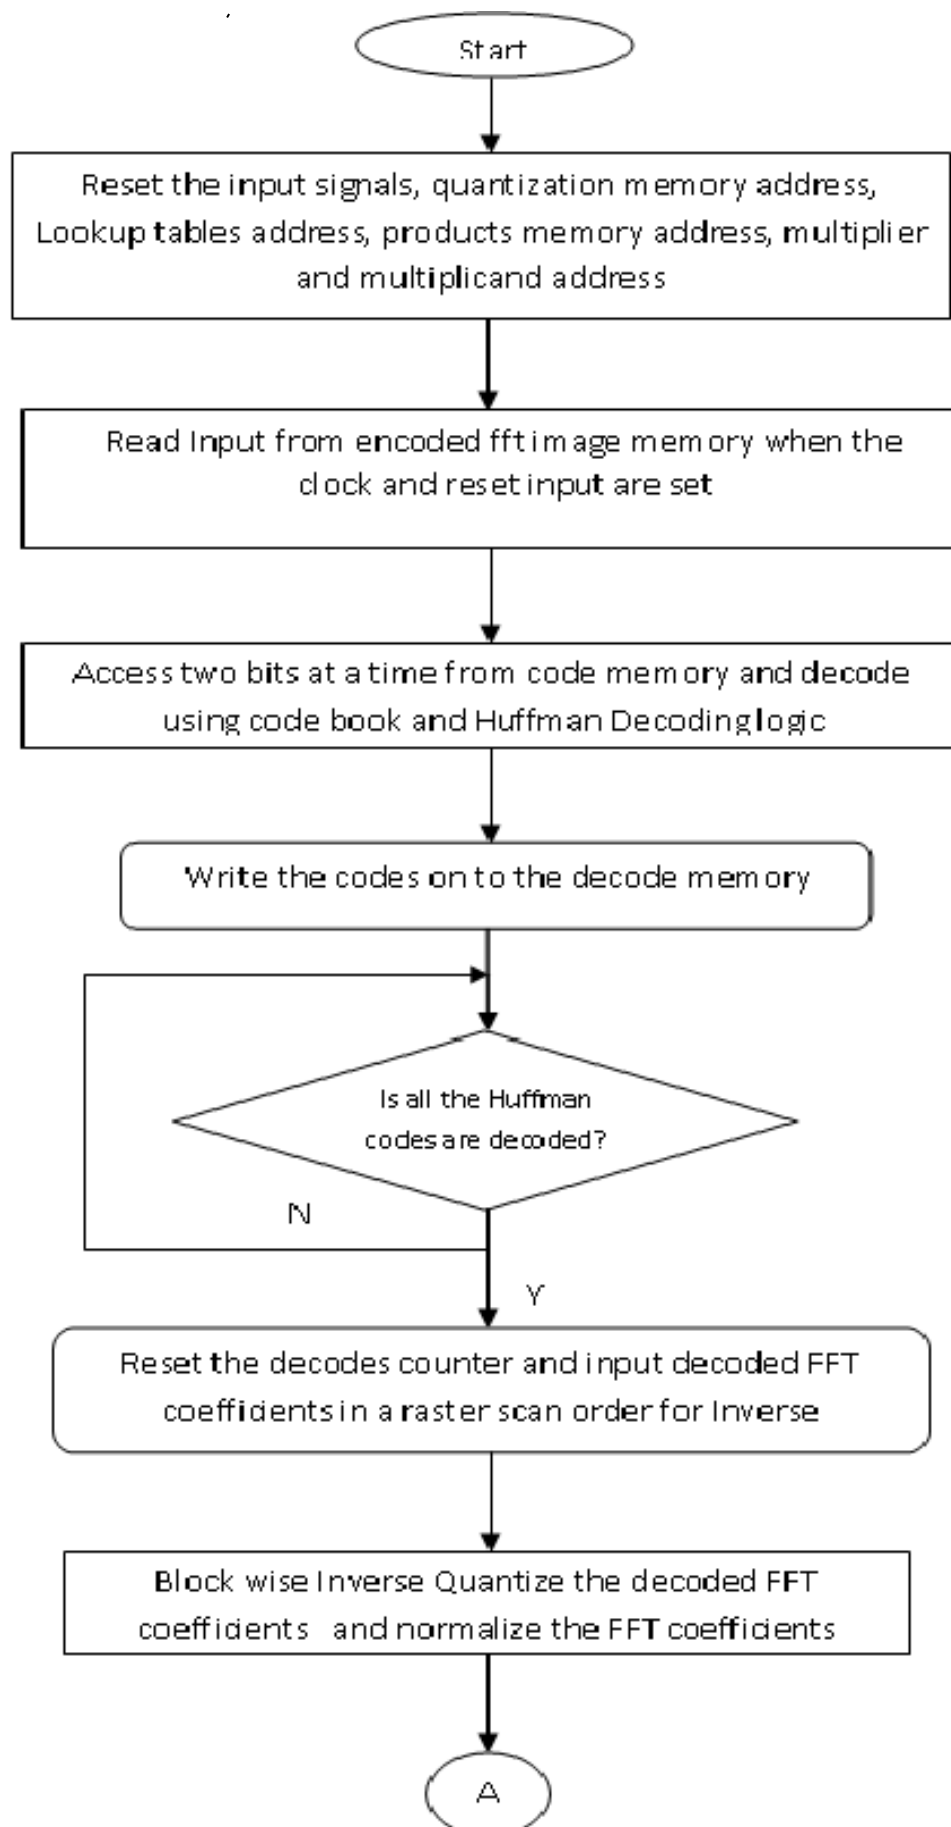 Start
Reset the input signals, quantization memory address,
Lookup tables address, products memory address, multiplier
and multiplicand address
Read Input from encoded fft image memory when the
clock and reset input are set
Access two bits at a time from code memory and decode
using code book and Huffman Decoding logic
Write the codes on to the decode memory
Is all the Huffman
codes are decoded?
N
Y
Reset the decodes counter and input decoded FFT
coefficients in a raster scan order for Inverse
Block wise Inverse Quantize the decoded FFT
coefficients and normalize the FFT coefficients
A